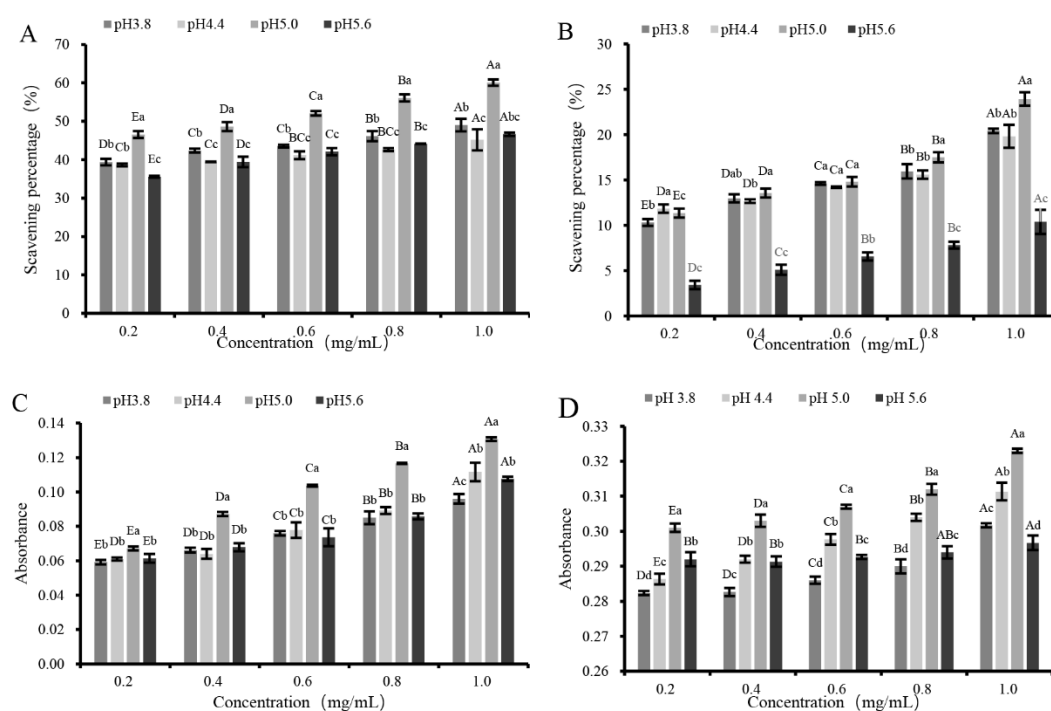 A
pH3.8 pH4.4 pH5.0 pH5.6
Scavening percentage (%)
70
60
50
40
30
20
10
0
Db Cb Ea Ec
Cb Cc Da Dc
Cb BCc Ca Cc
Bb BCc Ba Bc
Ab Ac Aa Abc
0.2 0.4 0.6 0.8 1.0
Concentration (mg/mL)
B
pH3.8 pH4.4 pH5.0 pH5.6
Scavening percentage (%)
30
25
20
15
10
5
0
Eb Da Ec Dc
Dab Db Da Cc
Ca Ca Ca Bb
Bb Bb Ba Bc
Ab Ab Aa Ac
0.2 0.4 0.6 0.8 1.0
Concentration (mg/mL)
C
pH3.8 pH4.4 pH5.0 pH5.6
Absorbance
0.14
0.12
0.10
0.08
0.06
0.04
0.02
0.00
Eb Db Ea Eb
Db Db Da Db
Cb Cb Ca Cb
Bb Bb Ba Bb
Ac Ab Aa Ab
0.2 0.4 0.6 0.8 1.0
Concentration (mg/mL)
D
pH 3.8 pH 4.4 pH 5.0 pH 5.6
Absorbance
0.33
0.32
0.31
0.30
0.29
0.28
0.27
0.26
Dd Ec Ea Bb
Dc Db Da Bb
Cd Cb Ca Bc
Bd Bb Ba ABc
Ac Ab Aa Ad
0.2 0.4 0.6 0.8 1.0
Concentration (mg/mL)